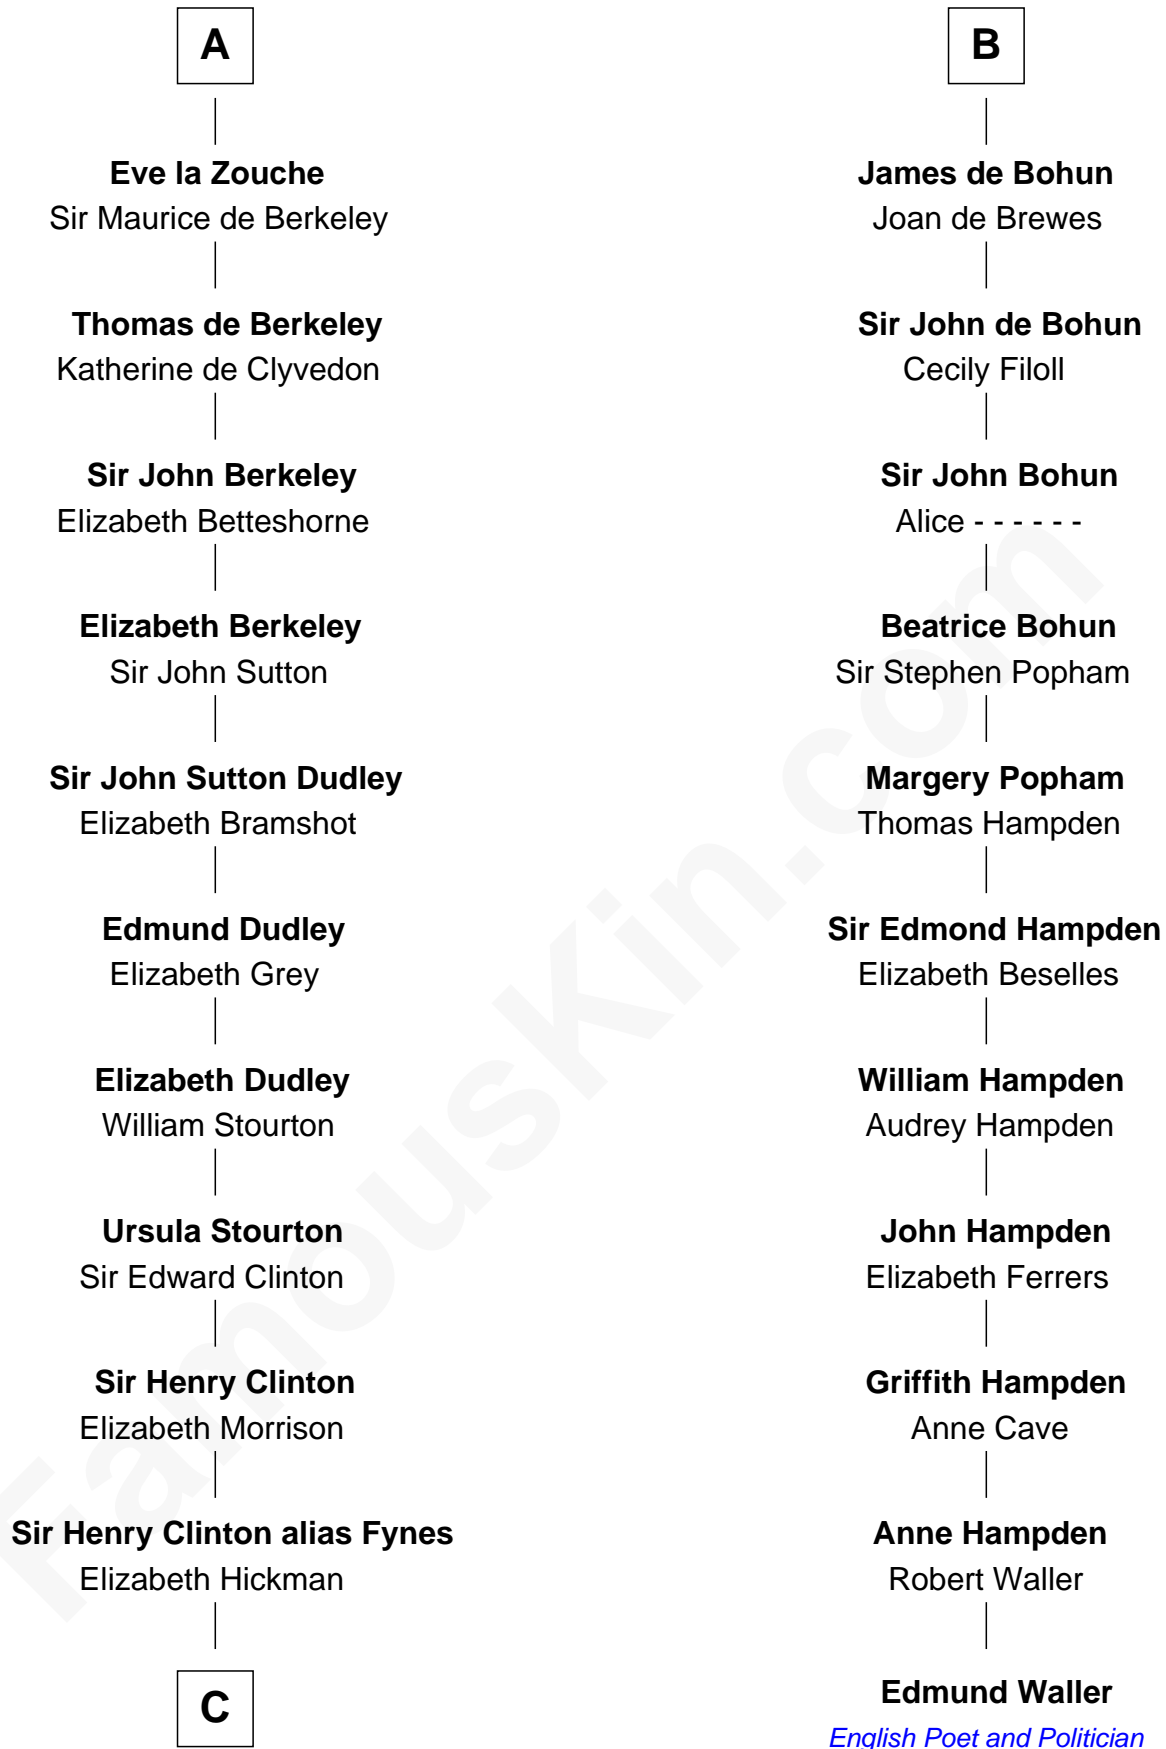 A
Eve la Zouche
Sir Maurice de Berkeley
Thomas de Berkeley
Katherine de Clyvedon
Sir John Berkeley
Elizabeth Betteshorne
Elizabeth Berkeley
Sir John Sutton
Sir John Sutton Dudley
Elizabeth Bramshot
Edmund Dudley
Elizabeth Grey
Elizabeth Dudley
William Stourton
Ursula Stourton
Sir Edward Clinton
Sir Henry Clinton
Elizabeth Morrison
Sir Henry Clinton alias Fynes
Elizabeth Hickman
C
B
James de Bohun
Joan de Brewes
Sir John de Bohun
Cecily Filoll
Sir John Bohun
Alice - - - - - -
Beatrice Bohun
Sir Stephen Popham
Margery Popham
Thomas Hampden
Sir Edmond Hampden
Elizabeth Beselles
William Hampden
Audrey Hampden
John Hampden
Elizabeth Ferrers
Griffith Hampden
Anne Cave
Anne Hampden
Robert Waller
Edmund Waller
English Poet and Politician
FamousKin.com